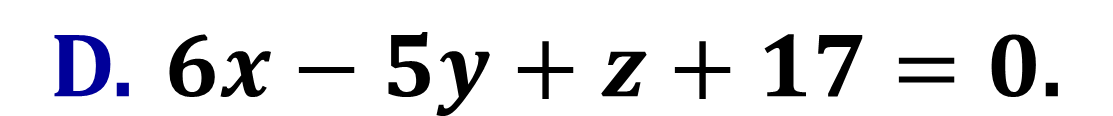 D. 6x − 5y + z + 17 = 0.